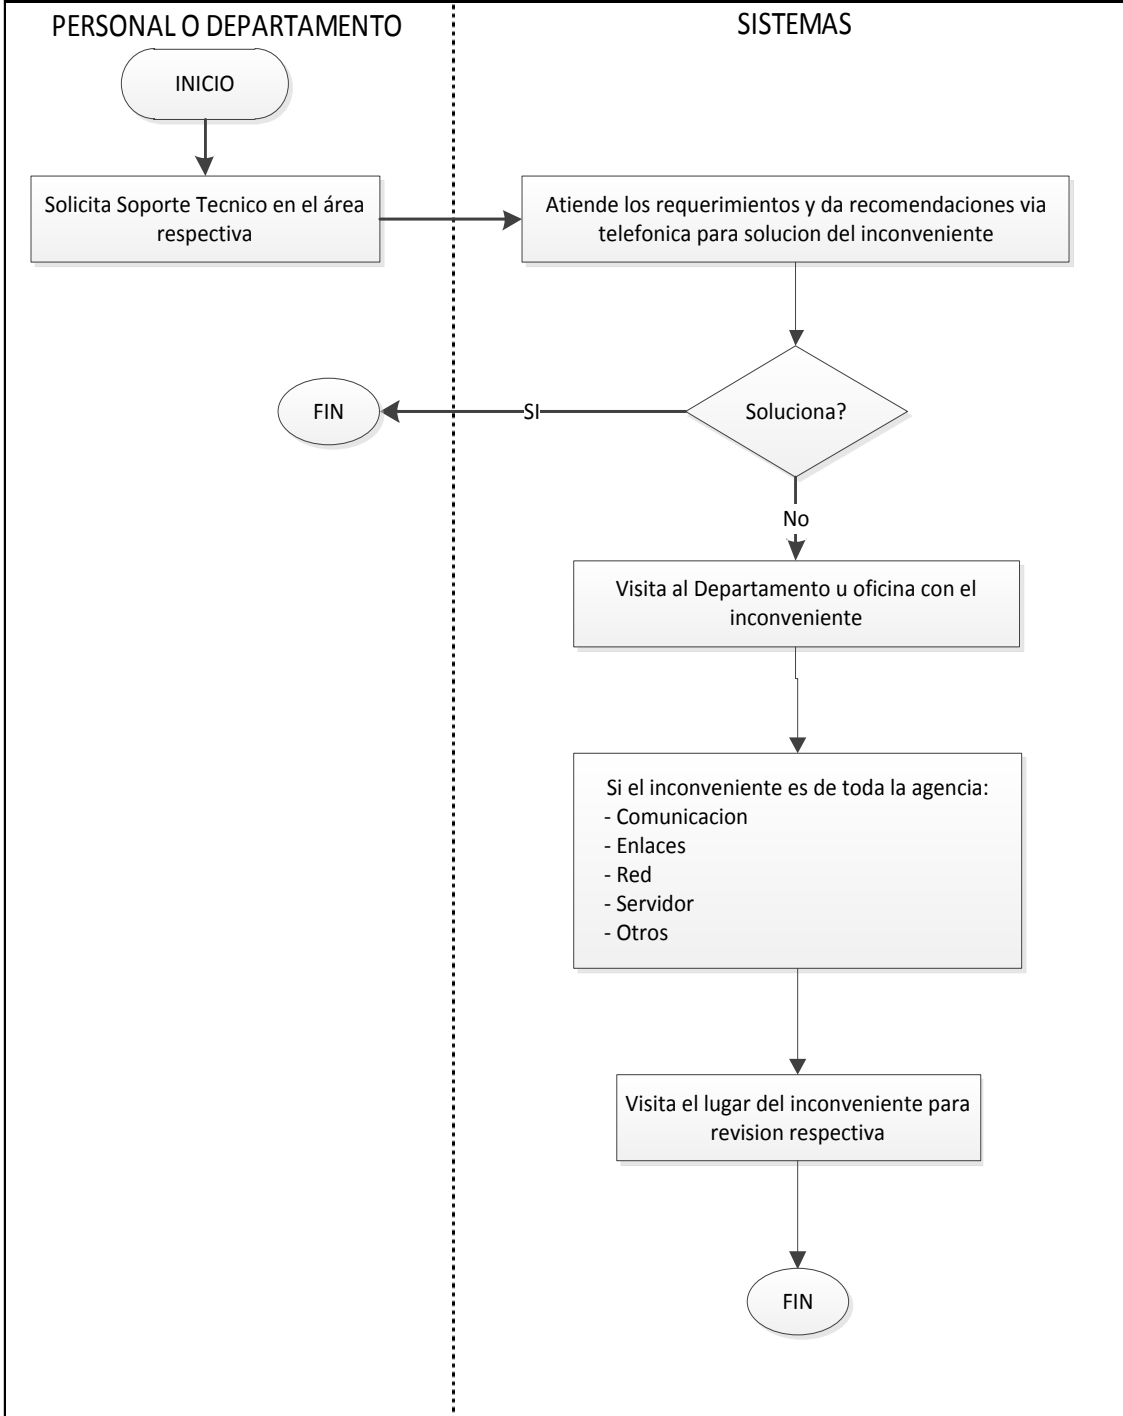 PERSONAL O DEPARTAMENTO
SISTEMAS
INICIO
Solicita Soporte Tecnico en el área
respectiva
Atiende los requerimientos y da recomendaciones via
telefonica para solucion del inconveniente
FIN
SI
Soluciona?
No
Visita al Departamento u oficina con el
inconveniente
Si el inconveniente es de toda la agencia:
- Comunicacion
- Enlaces
- Red
- Servidor
- Otros
Visita el lugar del inconveniente para
revision respectiva
FIN